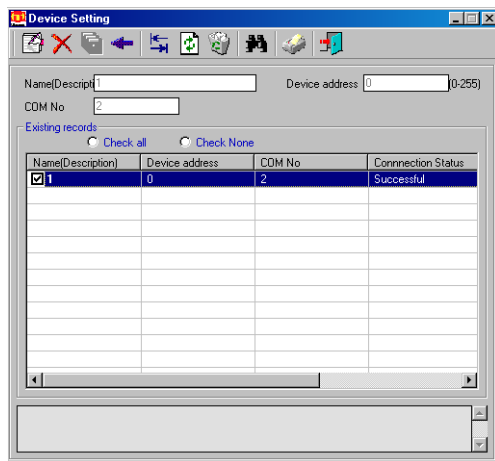 Device Setting
Name(Descripti 1 Device address 0 (0-255)
COM No 2
Existing records
Check all Check None
Name(Description) Device address COM No Connnection Status
1 0 2 Successful